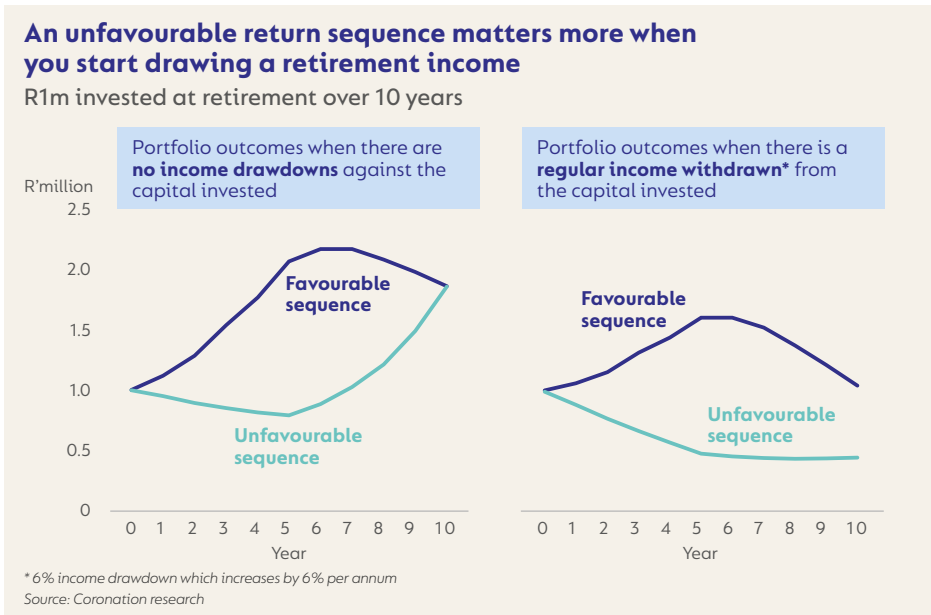 An unfavourable return sequence matters more when
you start drawing a retirement income
R1m invested at retirement over 10 years
Portfolio outcomes when there are
no income drawdowns against the
capital invested
Portfolio outcomes when there is a
regular income withdrawn* from
the capital invested
R'million
2.5
2.0
1.5
1.0
0.5
0
Favourable
sequence
Unfavourable
sequence
0 1 2 3 4 5 6 7 8 9 10
Year
Favourable
sequence
Unfavourable
sequence
0 1 2 3 4 5 6 7 8 9 10
Year
* 6% income drawdown which increases by 6% per annum
Source: Coronation research